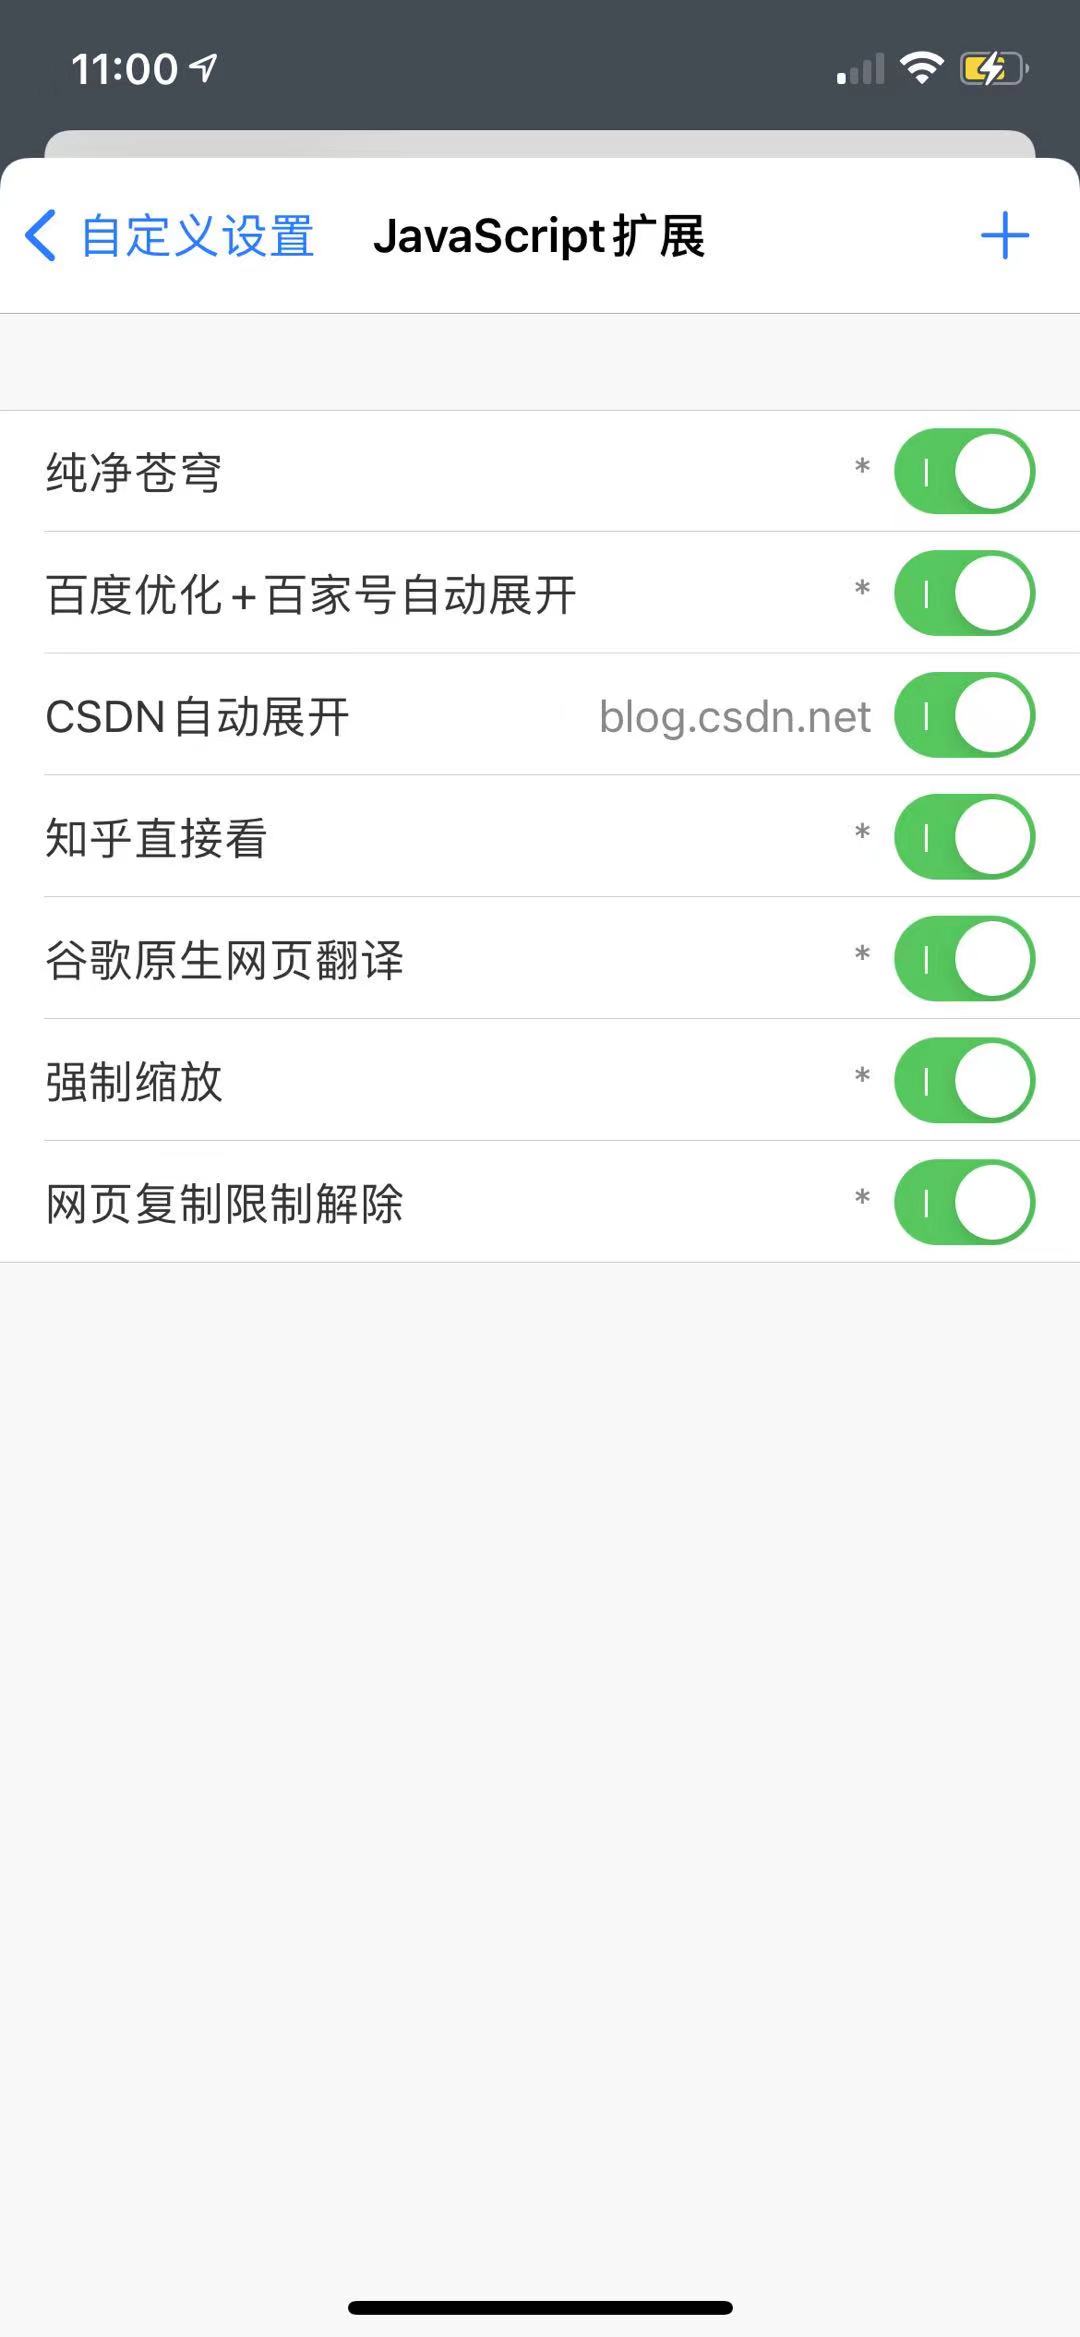 11:00
自定义设置 JavaScript扩展 +
纯净苍穹 *
百度优化+百家号自动展开 *
CSDN自动展开 blog.csdn.net
知乎直接看 *
谷歌原生网页翻译 *
强制缩放 *
网页复制限制解除 *